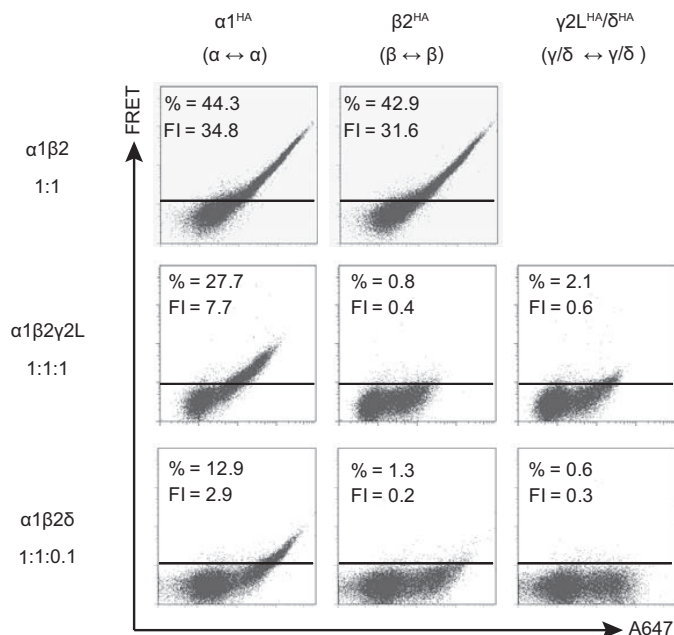 α1ᴴᴬ β2ᴴᴬ γ2Lᴴᴬ/δᴴᴬ
(α ↔ α) (β ↔ β) (γ/δ ↔ γ/δ )
FRET
α1β2
1:1
% = 44.3
FI = 34.8
% = 42.9
FI = 31.6
α1β2γ2L
1:1:1
% = 27.7
FI = 7.7
% = 0.8
FI = 0.4
% = 2.1
FI = 0.6
α1β2δ
1:1:0.1
% = 12.9
FI = 2.9
% = 1.3
FI = 0.2
% = 0.6
FI = 0.3
A647